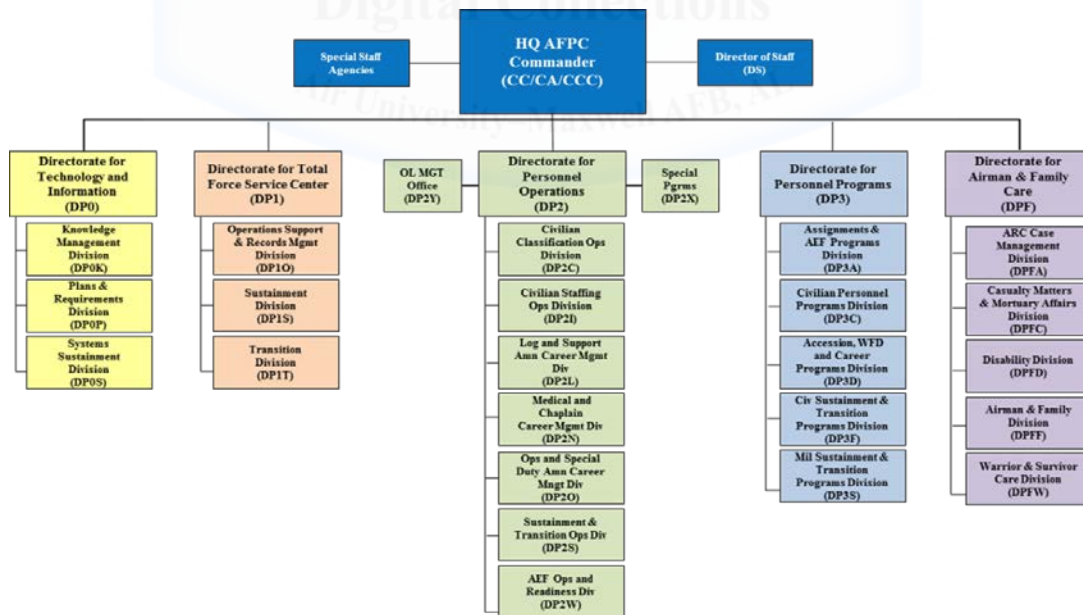 Digital Collections
Air University--Maxwell AFB, AL
HQ AFPC
Commander
(CC/CA/CCC)
Special Staff
Agencies
Director of Staff
(DS)
Directorate for
Technology and
Information
(DP0)
Knowledge
Management
Division
(DP0K)
Plans &
Requirements
Division
(DP0P)
Systems
Sustainment
Division
(DP0S)
Directorate for Total
Force Service Center
(DP1)
Operations Support
& Records Mgmt
Division
(DP1O)
Sustainment
Division
(DP1S)
Transition
Division
(DP1T)
OL MGT
Office
(DP2Y)
Directorate for
Personnel
Operations
(DP2)
Special
Pgrms
(DP2X)
Civilian
Classification Ops
Division
(DP2C)
Civilian Staffing
Ops Division
(DP2I)
Log and Support
Amn Career Mgmt
Div
(DP2L)
Medical and
Chaplain
Career Mgmt Div
(DP2N)
Ops and Special
Duty Amn Career
Mngt Div
(DP2O)
Sustainment &
Transition Ops Div
(DP2S)
AEF Ops and
Readiness Div
(DP2W)
Directorate for
Personnel Programs
(DP3)
Assignments &
AEF Programs
Division
(DP3A)
Civilian Personnel
Programs Division
(DP3C)
Accession, WFD
and Career
Programs Division
(DP3D)
Civ Sustainment &
Transition
Programs Division
(DP3F)
Mil Sustainment &
Transition
Programs Division
(DP3S)
Directorate for
Airman & Family
Care
(DPF)
ARC Case
Management
Division
(DPFA)
Casualty Matters
& Mortuary Affairs
Division
(DPFC)
Disability Division
(DPFD)
Airman & Family
Division
(DPFF)
Warrior & Survivor
Care Division
(DPFW)